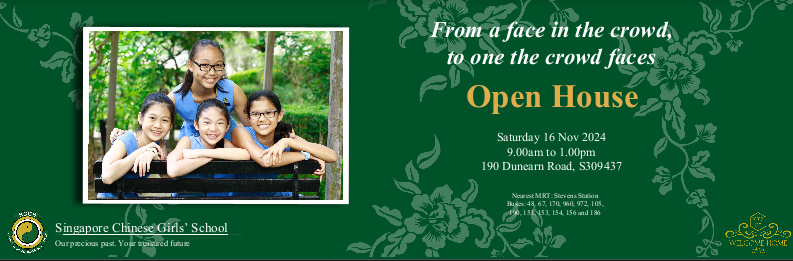 From a face in the crowd,
to one the crowd faces
Open House
Saturday 16 Nov 2024
9.00am to 1.00pm
190 Dunearn Road, S309437
Nearest MRT: Stevens Station
Buses: 48, 67, 170, 960, 972, 105,
190, 151, 153, 154, 156 and 186
Singapore Chinese Girls' School
Our precious past. Your treasured future
WELCOME HOME